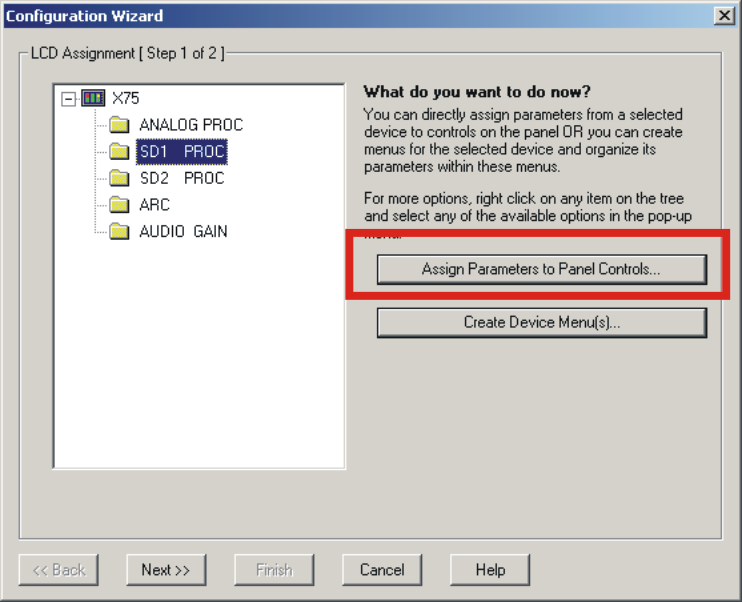 Configuration Wizard
LCD Assignment [ Step 1 of 2 ]
X75
ANALOG PROC
SD1 PROC
SD2 PROC
ARC
AUDIO GAIN
What do you want to do now?
You can directly assign parameters from a selected
device to controls on the panel OR you can create
menus for the selected device and organize its
parameters within these menus.
For more options, right click on any item on the tree
and select any of the available options in the pop-up
Assign Parameters to Panel Controls...
Create Device Menu(s)...
<< Back
Next >>
Finish
Cancel
Help